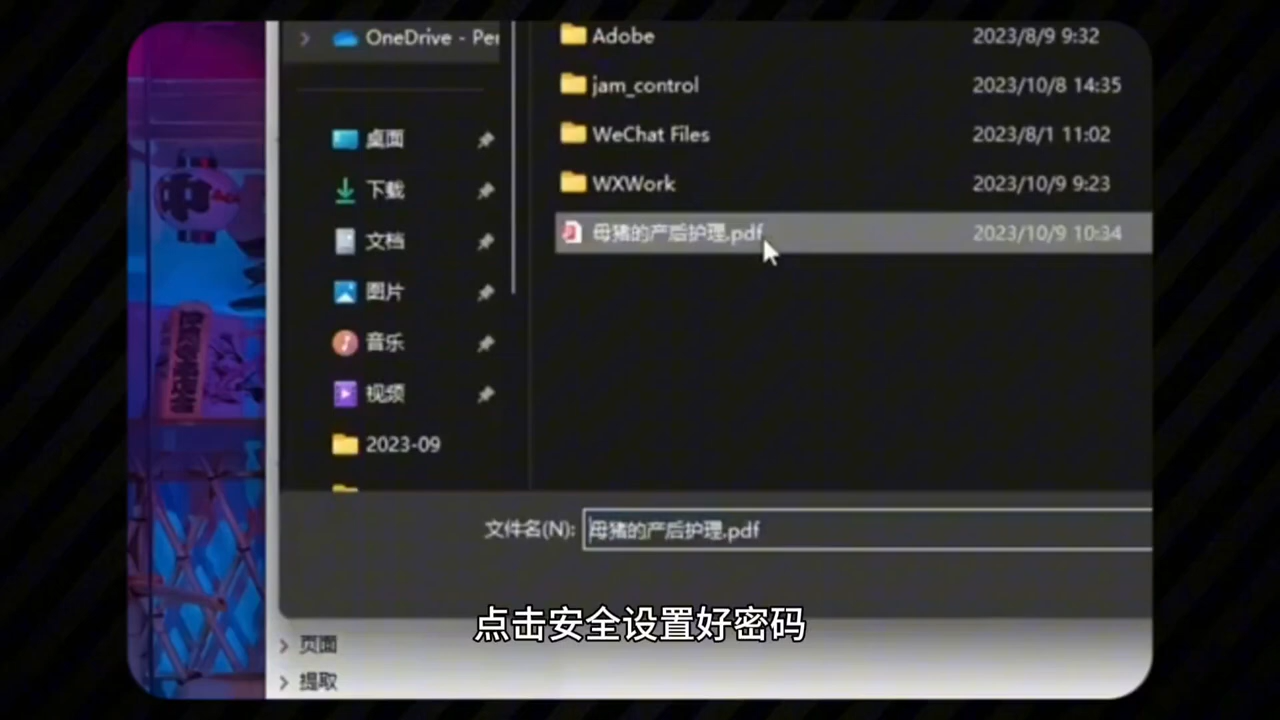 OneDrive - Per
桌面
下载
文档
图片
音乐
视频
2023-09
Adobe 2023/8/9 9:32
jam_control 2023/10/8 14:35
WeChat Files 2023/8/1 11:02
WXWork 2023/10/9 9:23
母猪的产后护理.pdf 2023/10/9 10:34
文件名(N): 母猪的产后护理.pdf
点击安全设置好密码
页面
提取